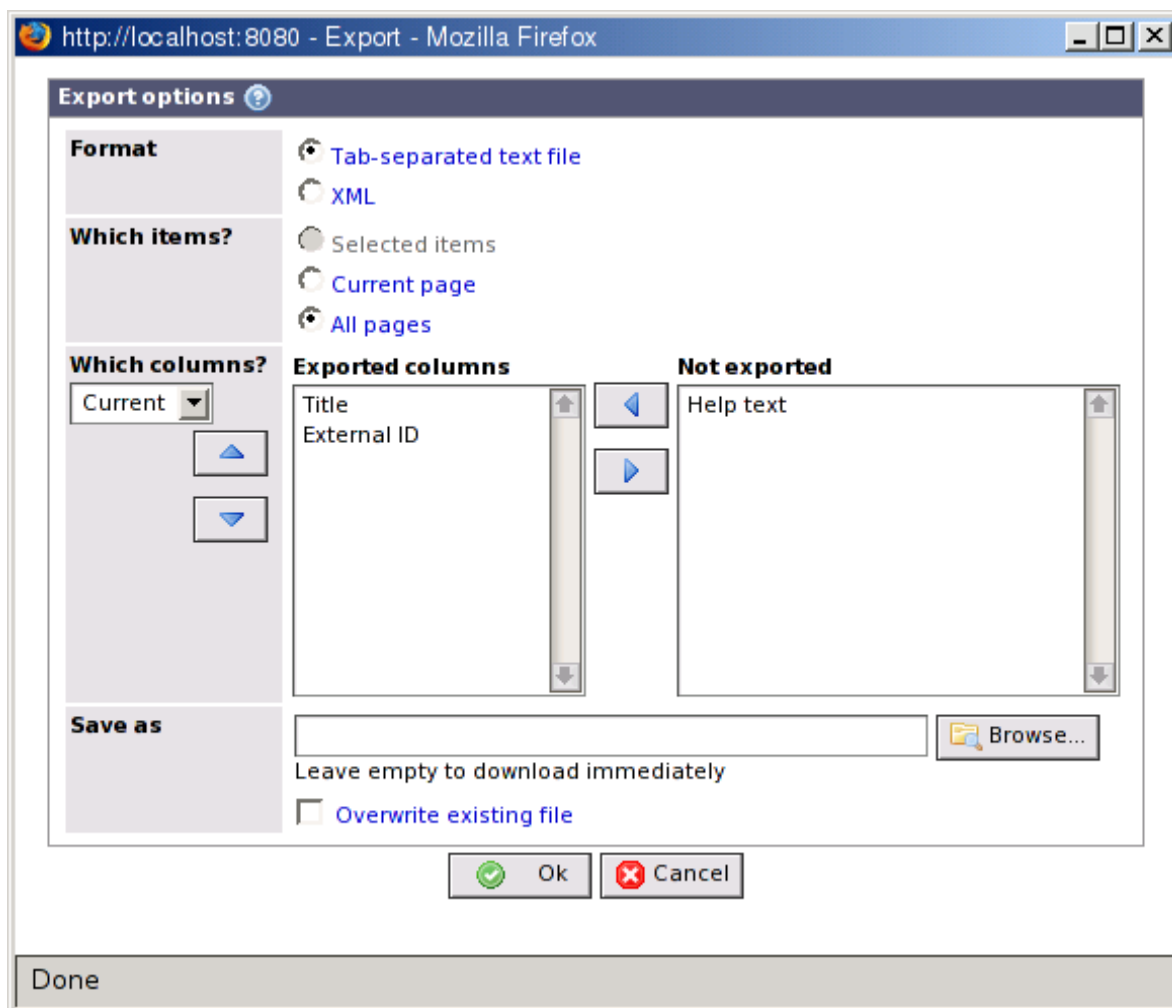 http://localhost:8080 - Export - Mozilla Firefox
Export options
Format
Tab-separated text file
XML
Which items?
Selected items
Current page
All pages
Which columns?
Current
Exported columns
Title
External ID
Not exported
Help text
Save as
Browse...
Leave empty to download immediately
Overwrite existing file
Ok
Cancel
Done